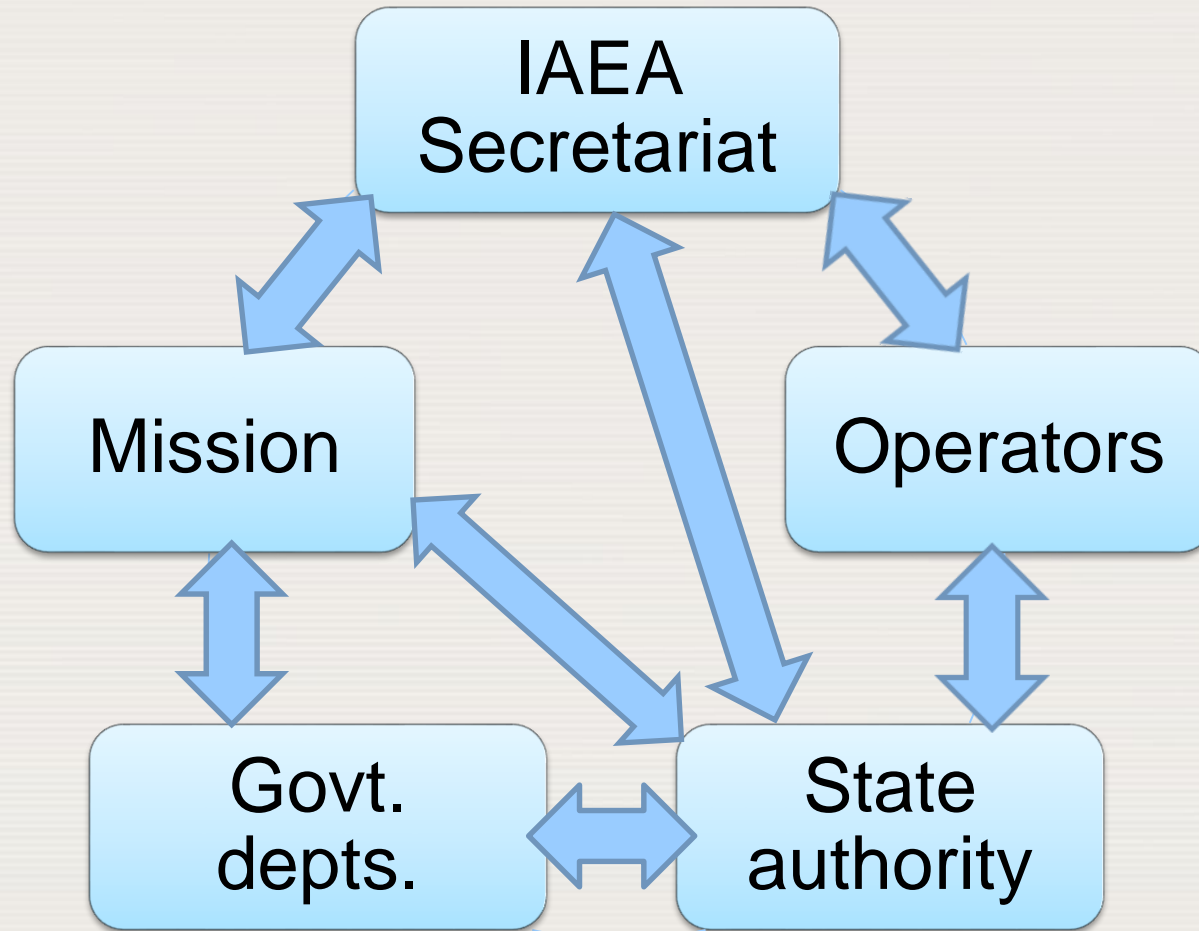 IAEA
Secretariat
Mission
Operators
Govt.
depts.
State
authority